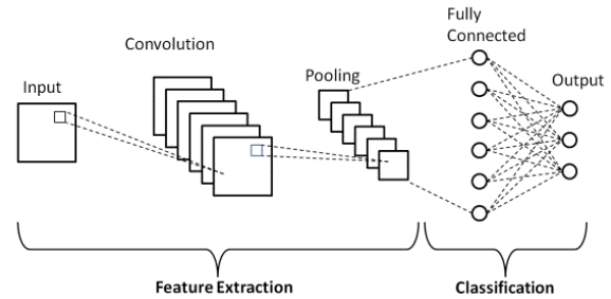 Fully
Connected
Convolution
Pooling
Output
Input
Feature Extraction
Classification